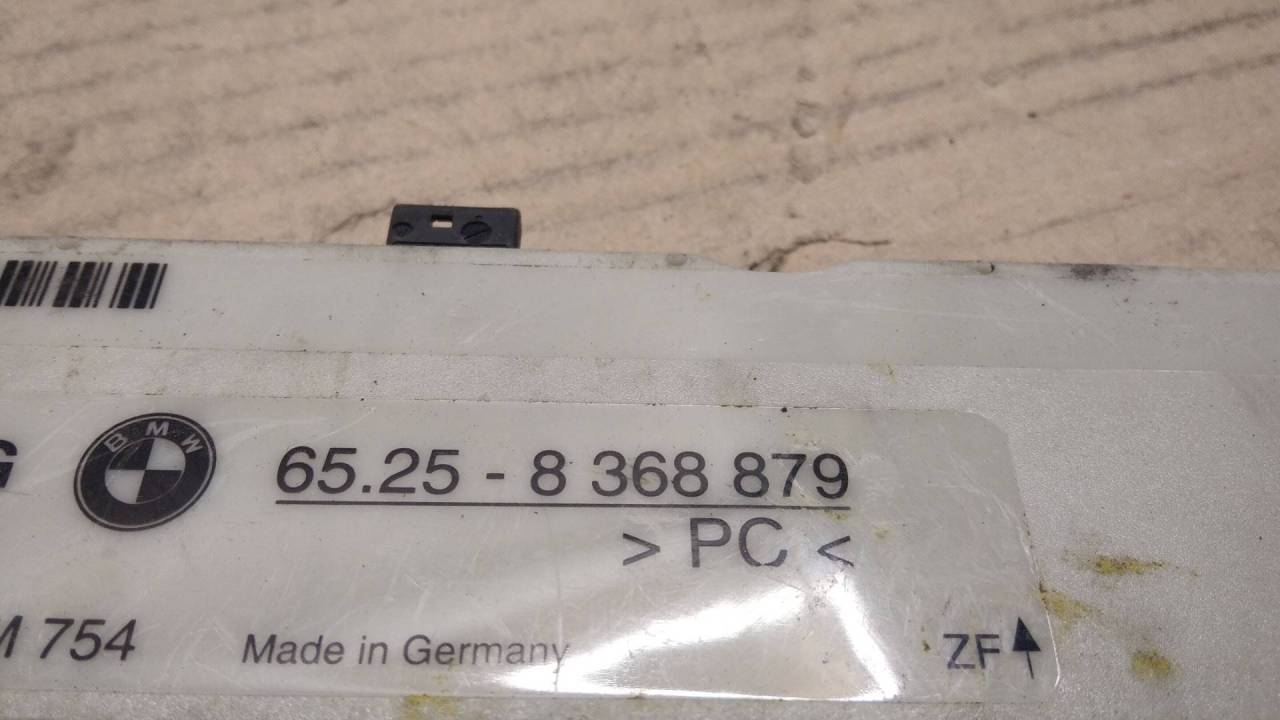 G BMW 65.25 - 8 368 879
> PC <
M 754 Made in Germany ZF